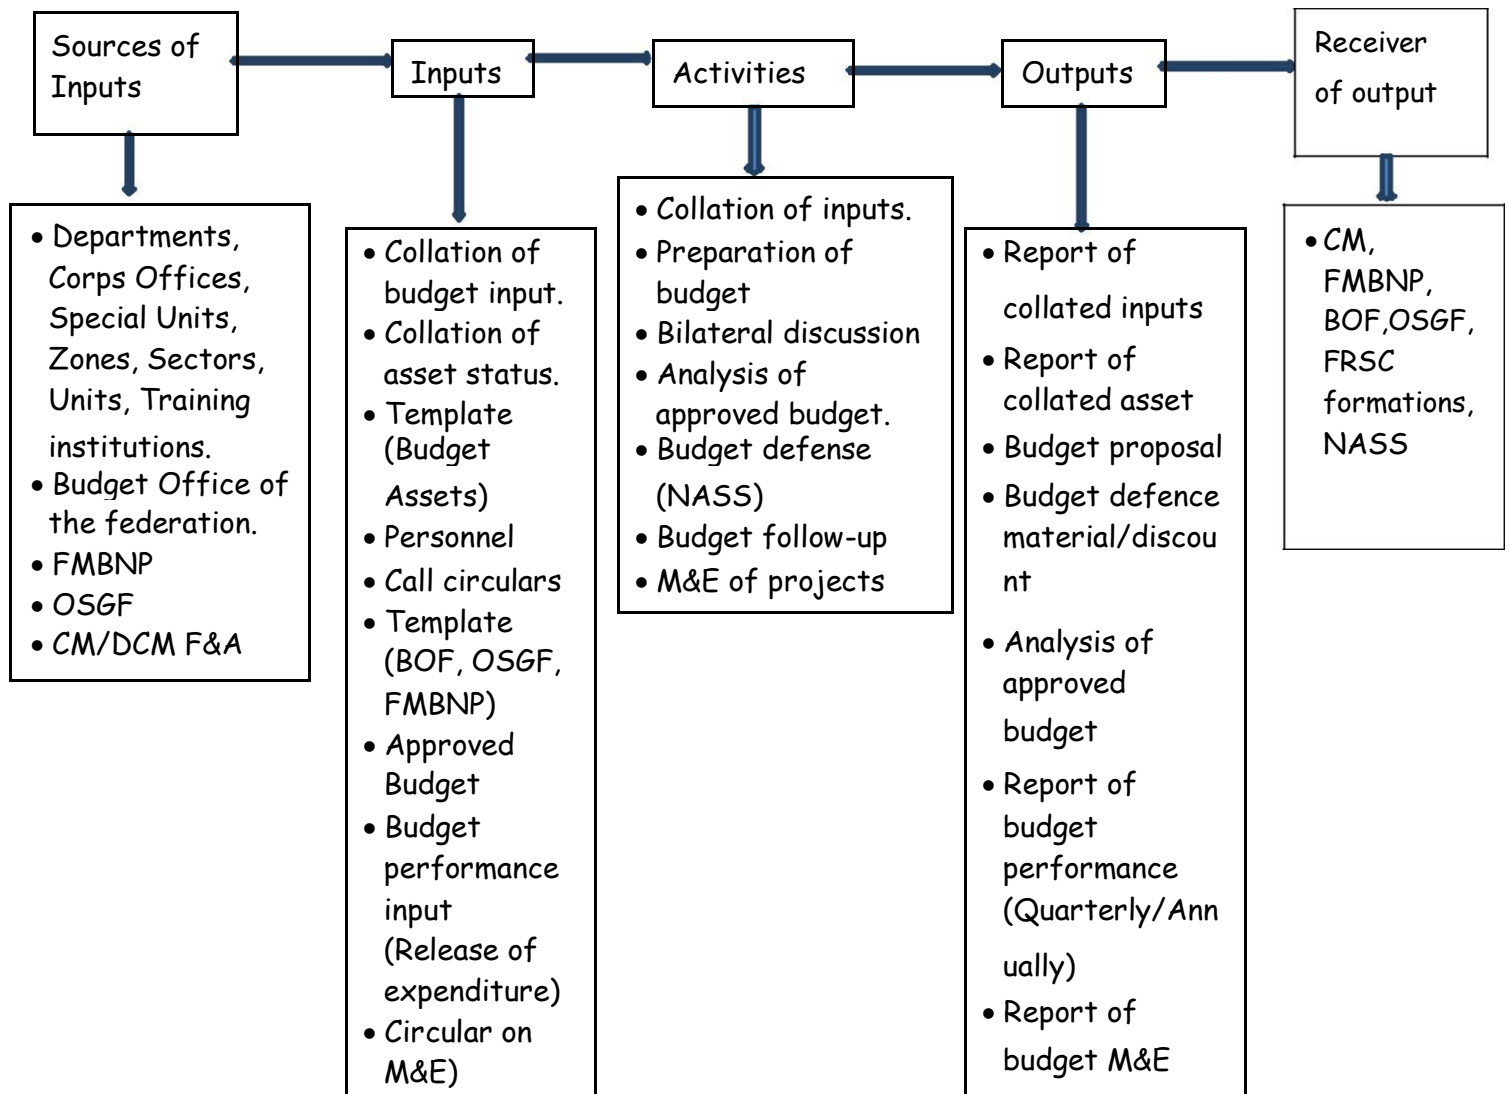 Sources of
Inputs
Inputs
Activities
Outputs
Receiver
of output
• Departments,
Corps Offices,
Special Units,
Zones, Sectors,
Units, Training
institutions.
• Budget Office of
the federation.
• FMBNP
• OSGF
• CM/DCM F&A
• Collation of
budget input.
• Collation of
asset status.
• Template
(Budget
Assets)
• Personnel
• Call circulars
• Template
(BOF, OSGF,
FMBNP)
• Approved
Budget
• Budget
performance
input
(Release of
expenditure)
• Circular on
M&E)
• Collation of inputs.
• Preparation of
budget
• Bilateral discussion
• Analysis of
approved budget.
• Budget defense
(NASS)
• Budget follow-up
• M&E of projects
• Report of
collated inputs
• Report of
collated asset
• Budget proposal
• Budget defence
material/discou
nt
• Analysis of
approved
budget
• Report of
budget
performance
(Quarterly/Ann
ually)
• Report of
budget M&E
• CM,
FMBNP,
BOF,OSGF,
FRSC
formations,
NASS